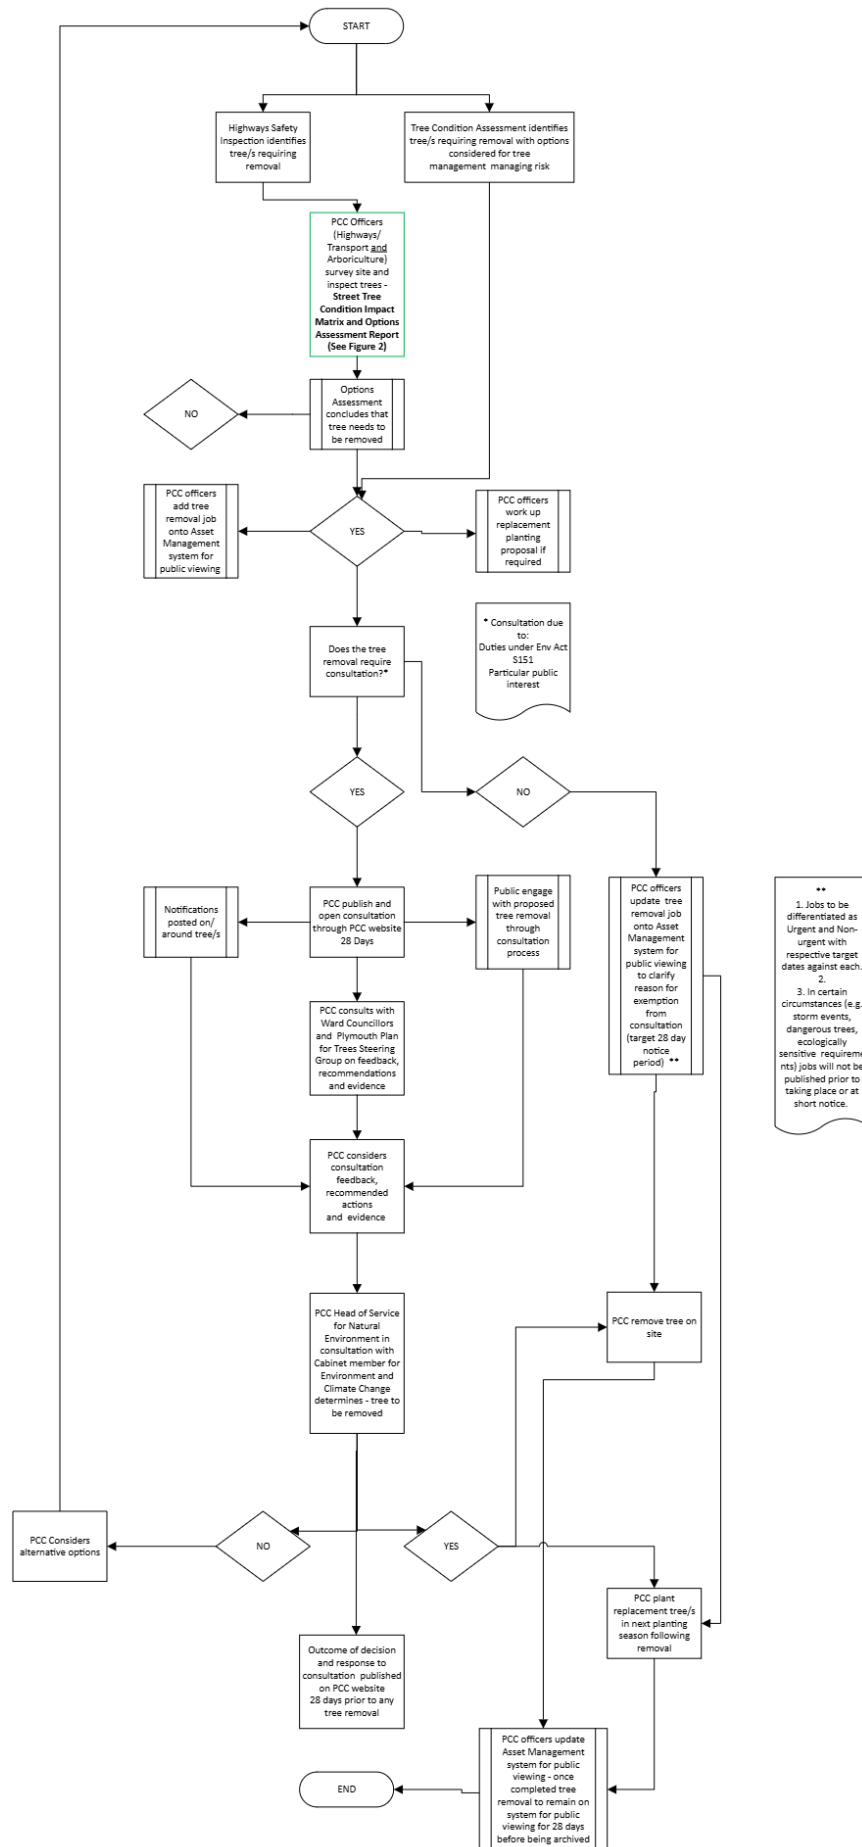 START
Highways Safety
Inspection identifies
tree/s requiring
removal
Tree Condition Assessment identifies
tree/s requiring removal with options
considered for tree
management managing risk
PCC Officers
(Highways/
Transport and
Arboriculture)
survey site and
inspect trees -
Street Tree
Condition Impact
Matrix and Options
Assessment Report
(See Figure 2)
NO
Options
Assessment
concludes that
tree needs to
be removed
PCC officers
add tree
removal job
onto Asset
Management
system for
public viewing
YES
PCC officers
work up
replacement
planting
proposal if
required
Does the tree
removal require
consultation?*
* Consultation due
to:
Duties under Env Act
S151
Particular public
interest
YES
NO
Notifications
posted on/
around tree/s
PCC publish and
open consultation
through PCC website
28 Days
Public engage
with proposed
tree removal
through
consultation
process
PCC officers
update tree
removal job
onto Asset
Management
system for
public viewing
to clarify
reason for
exemption
from
consultation
(target 28 day
notice
period) **
**
1. Jobs to be
differentiated as
Urgent and Non-
urgent with
respective target
dates against each.
2.
3. In certain
circumstances (e.g.
storm events,
dangerous trees,
ecologically
sensitive requireme
nts) jobs will not be
published prior to
taking place or at
short notice.
PCC consults with
Ward Councillors
and Plymouth Plan
for Trees Steering
Group on feedback,
recommendations
and evidence
PCC considers
consultation
feedback,
recommended
actions
and evidence
PCC Head of Service
for Natural
Environment in
consultation with
Cabinet member for
Environment and
Climate Change
determines - tree to
be removed
PCC remove tree on
site
PCC Considers
alternative options
NO
YES
PCC plant
replacement tree/s
in next planting
season following
removal
Outcome of decision
and response to
consultation published
on PCC website
28 days prior to any
tree removal
END
PCC officers update
Asset Management
system for public
viewing - once
completed tree
removal to remain on
system for public
viewing for 28 days
before being archived